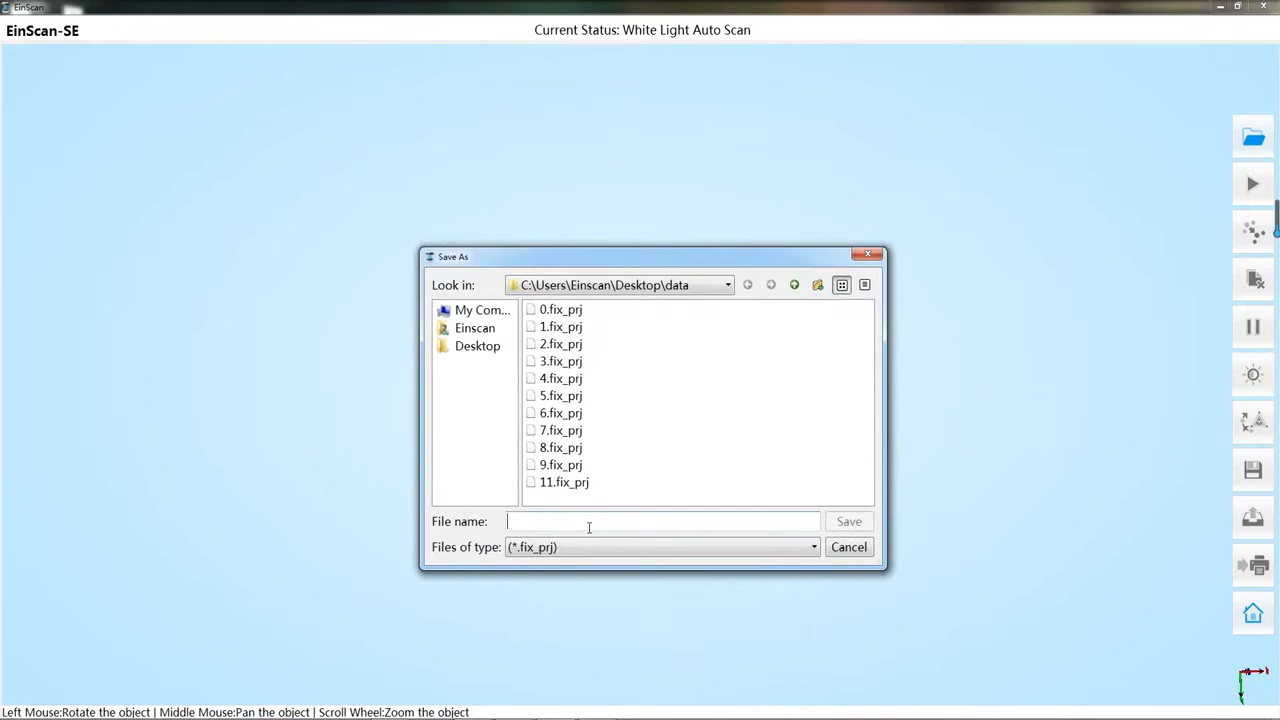 EinScan
EinScan-SE
Current Status: White Light Auto Scan
Save As
Look in:
C:\Users\Einscan\Desktop\data
My Com...
Einscan
Desktop
0.fix_prj
1.fix_prj
2.fix_prj
3.fix_prj
4.fix_prj
5.fix_prj
6.fix_prj
7.fix_prj
8.fix_prj
9.fix_prj
11.fix_prj
File name:
Save
Files of type:
(*.fix_prj)
Cancel
Left Mouse:Rotate the object | Middle Mouse:Pan the object | Scroll Wheel:Zoom the object